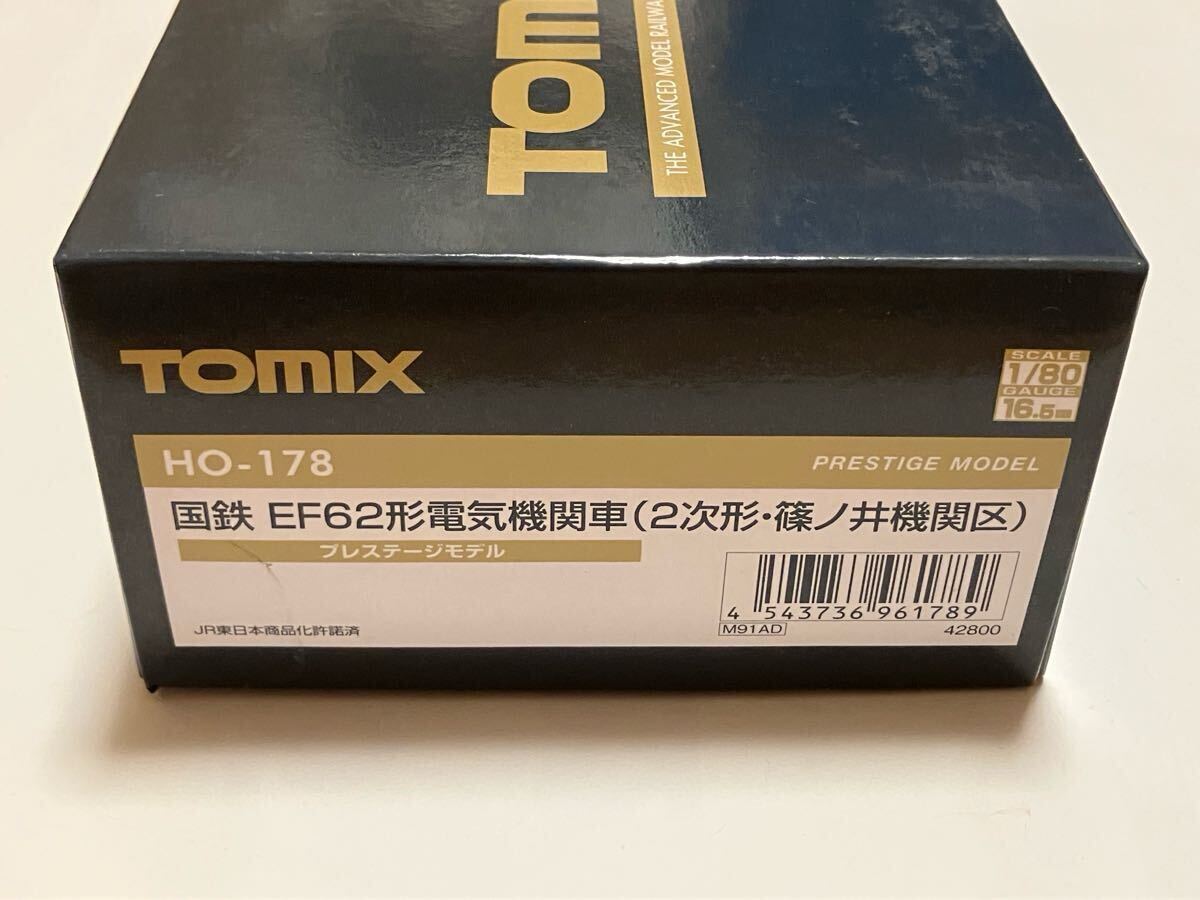 TOMI
THE ADVANCED MODEL RAILWA
TOMIX
SCALE
1/80
GAUGE
16.5mm
HO-178
PRESTIGE MODEL
国鉄 EF62形電気機関車(2次形・篠ノ井機関区)
プレステージモデル
4 543736 961789
JR東日本商品化許諾済
M91AD
42800